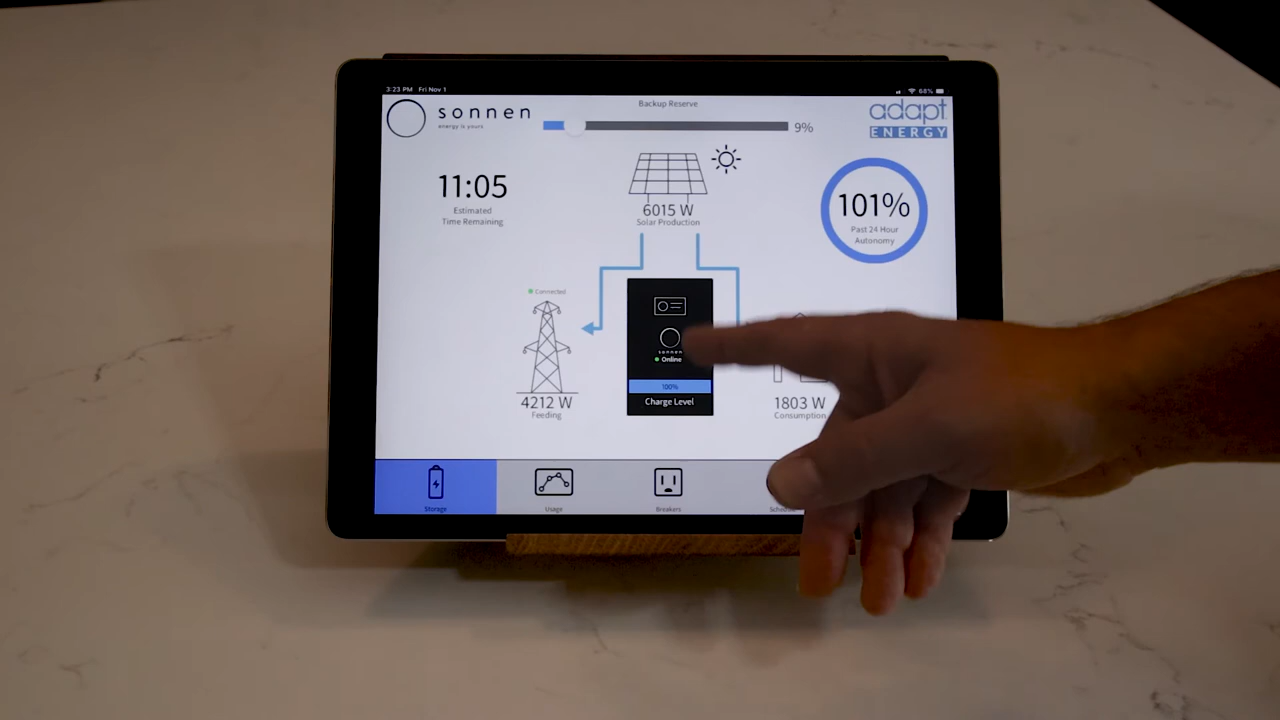 3:23 PM Fri Nov 1
68%
sonnen
energy is yours
Backup Reserve
9%
adapt
ENERGY
11:05
Estimated
Time Remaining
6015 W
Solar Production
101%
Past 24 Hour
Autonomy
Connected
4212 W
Feeding
sonnen
Online
100%
Charge Level
1803 W
Consumption
Storage
Usage
Breakers